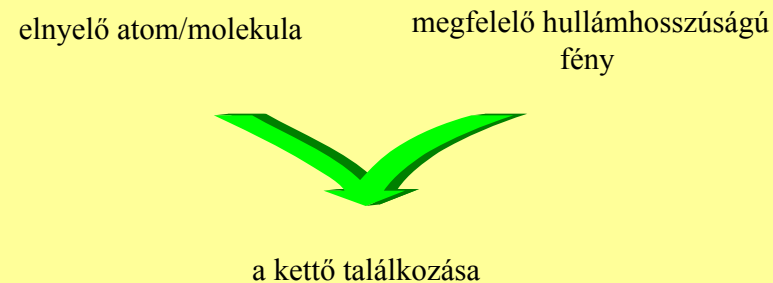 elnyelő atom/molekula
megfelelő hullámhosszúságú
fény
a kettő találkozása